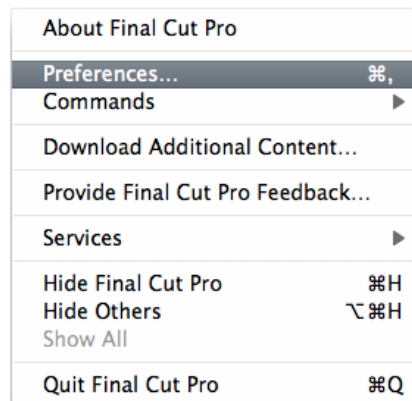 About Final Cut Pro
Preferences... ⌘,
Commands ▶
Download Additional Content...
Provide Final Cut Pro Feedback...
Services ▶
Hide Final Cut Pro ⌘H
Hide Others ⌥⌘H
Show All
Quit Final Cut Pro ⌘Q